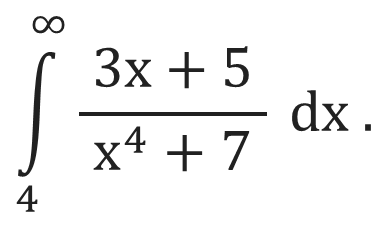 ∫₄^∞ (3x + 5)/(x⁴ + 7) dx.